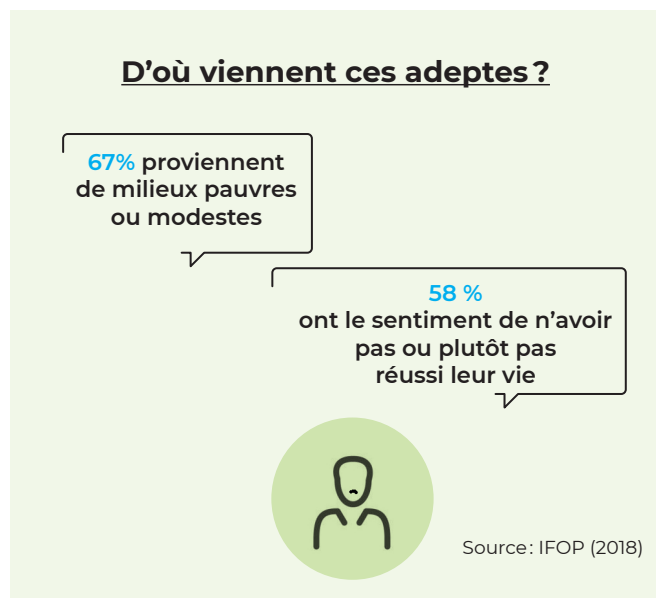 D'où viennent ces adeptes ?
67% proviennent
de milieux pauvres
ou modestes
58 %
ont le sentiment de n'avoir
pas ou plutôt pas
réussi leur vie
Source : IFOP (2018)